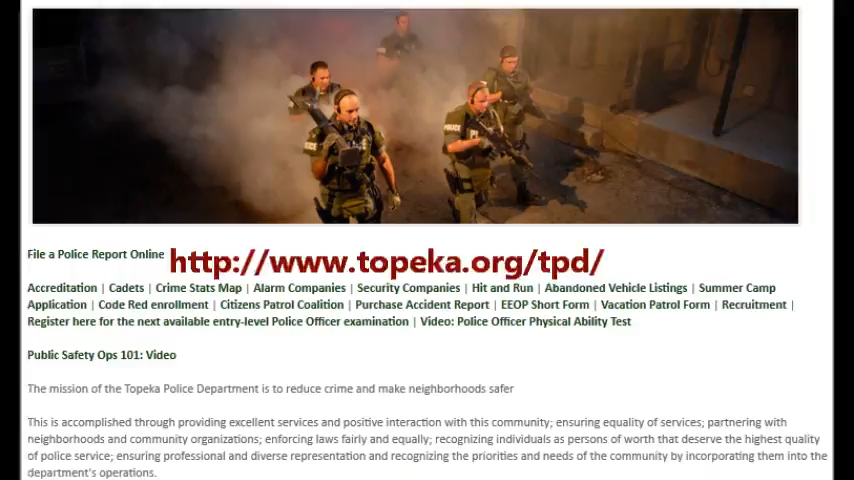 POLICE
File a Police Report Online http://www.topeka.org/tpd/
Accreditation | Cadets | Crime Stats Map | Alarm Companies | Security Companies | Hit and Run | Abandoned Vehicle Listings | Summer Camp
Application | Code Red enrollment | Citizens Patrol Coalition | Purchase Accident Report | EEOP Short Form | Vacation Patrol Form | Recruitment |
Register here for the next available entry-level Police Officer examination | Video: Police Officer Physical Ability Test
Public Safety Ops 101: Video
The mission of the Topeka Police Department is to reduce crime and make neighborhoods safer
This is accomplished through providing excellent services and positive interaction with this community; ensuring equality of services; partnering with
neighborhoods and community organizations; enforcing laws fairly and equally; recognizing individuals as persons of worth that deserve the highest quality
of police service; ensuring professional and diverse representation and recognizing the priorities and needs of the community by incorporating them into the
department's operations.